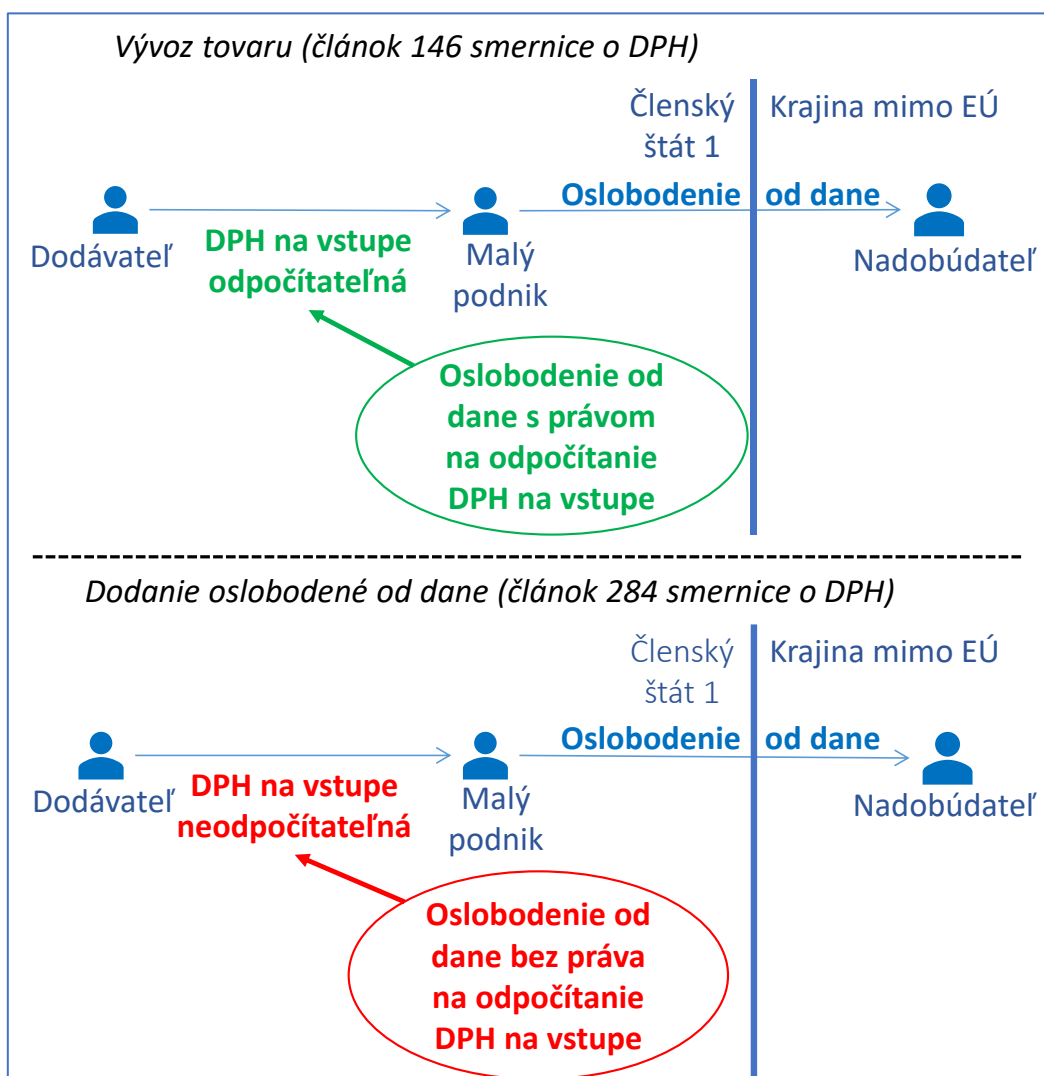 Vývoz tovaru (článok 146 smernice o DPH)
Členský
štát 1
Krajina mimo EÚ
Oslobodenie od dane
Dodávateľ
DPH na vstupe
odpočítateľná
Malý
podnik
Nadobúdateľ
Oslobodenie od
dane s právom
na odpočítanie
DPH na vstupe
Dodanie oslobodené od dane (článok 284 smernice o DPH)
Členský
štát 1
Krajina mimo EÚ
Oslobodenie od dane
Dodávateľ
DPH na vstupe
neodpočítateľná
Malý
podnik
Nadobúdateľ
Oslobodenie od
dane bez práva
na odpočítanie
DPH na vstupe